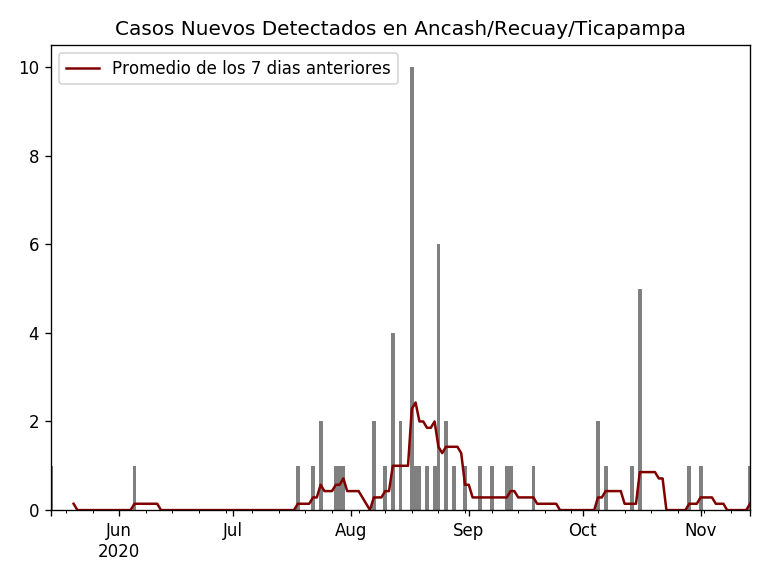 Casos Nuevos Detectados en Ancash/Recuay/Ticapampa
Promedio de los 7 dias anteriores
10
8
6
4
2
0
Jun Jul Aug Sep Oct Nov
2020